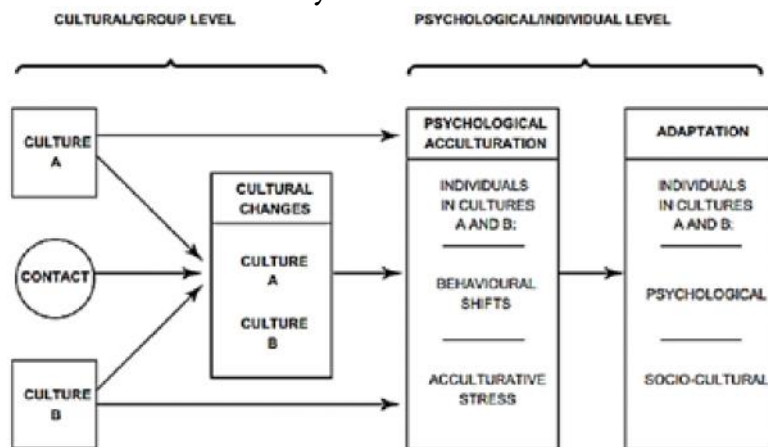 CULTURAL/GROUP LEVEL
PSYCHOLOGICAL/INDIVIDUAL LEVEL
CULTURE
A
CONTACT
CULTURE
B
CULTURAL
CHANGES
CULTURE
A
CULTURE
B
PSYCHOLOGICAL
ACCULTURATION
INDIVIDUALS
IN CULTURES
A AND B:
BEHAVIOURAL
SHIFTS
ACCULTURATIVE
STRESS
ADAPTATION
INDIVIDUALS
IN CULTURES
A AND B:
PSYCHOLOGICAL
SOCIO-CULTURAL